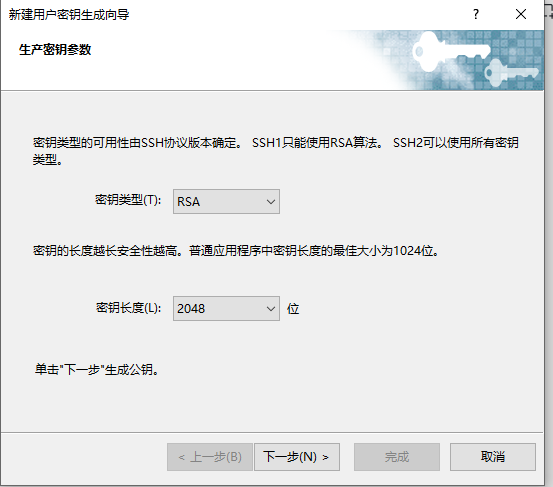 新建用户密钥生成向导
?
生产密钥参数
密钥类型的可用性由SSH协议版本确定。 SSH1只能使用RSA算法。 SSH2可以使用所有密钥
类型。
密钥类型(T): RSA
密钥的长度越长安全性越高。普通应用程序中密钥长度的最佳大小为1024位。
密钥长度(L): 2048 位
单击"下一步"生成公钥。
< 上一步(B) 下一步(N) > 完成 取消